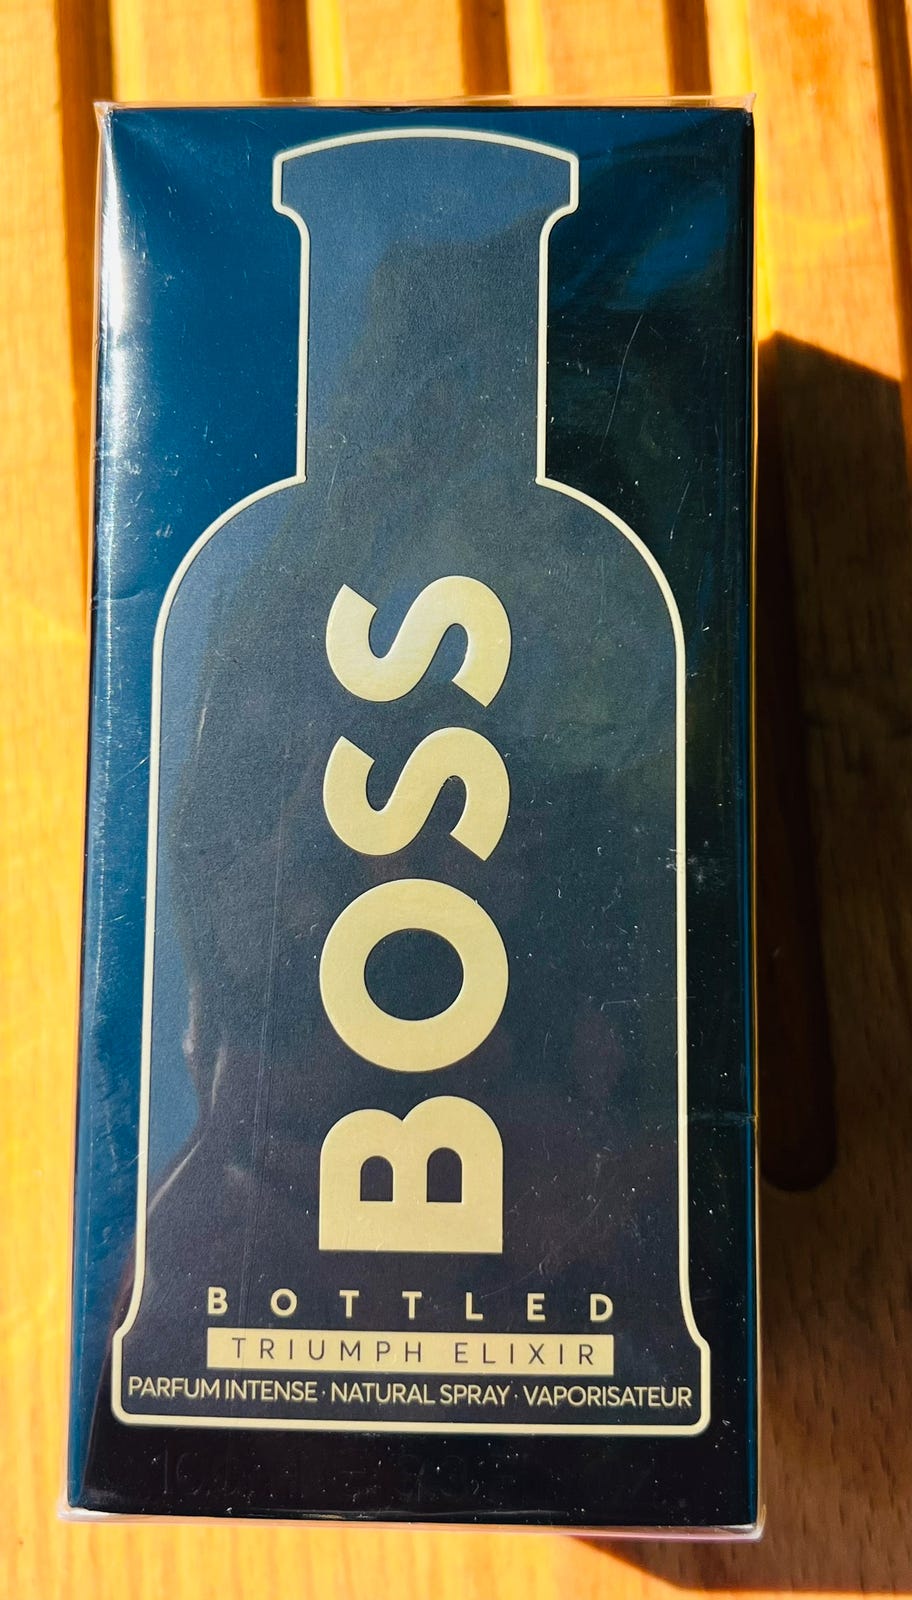 BOSS
BOTTLED
TRIUMPH ELIXIR
PARFUM INTENSE · NATURAL SPRAY · VAPORISATEUR